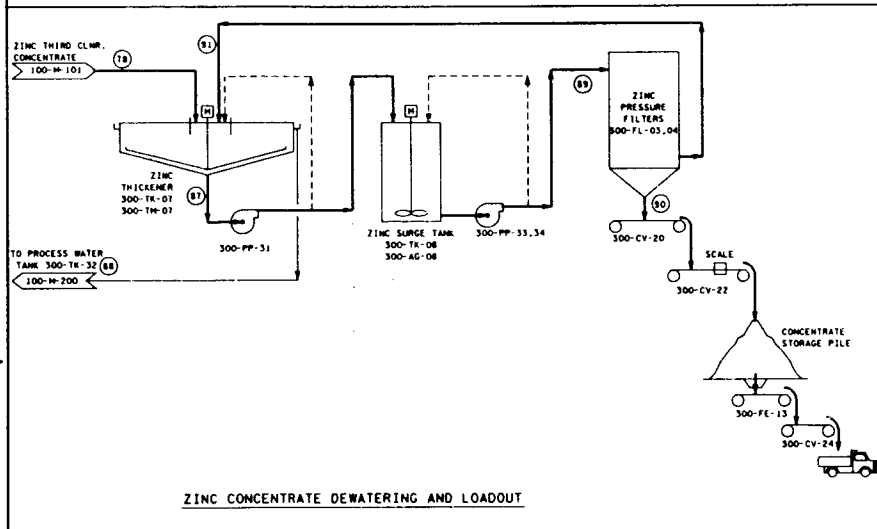 ZINC THIRD CLNR.
CONCENTRATE
100-M-101
78
91
M
ZINC
THICKENER
300-TK-07
300-TM-07
87
300-PP-31
TO PROCESS WATER
TANK 300-TK-32
88
100-M-200
M
ZINC SURGE TANK
300-TK-08
300-AG-08
300-PP-33,34
89
ZINC
PRESSURE
FILTERS
300-FL-03,04
90
300-CV-20
SCALE
300-CV-22
CONCENTRATE
STORAGE PILE
300-FE-13
300-CV-24
ZINC CONCENTRATE DEWATERING AND LOADOUT